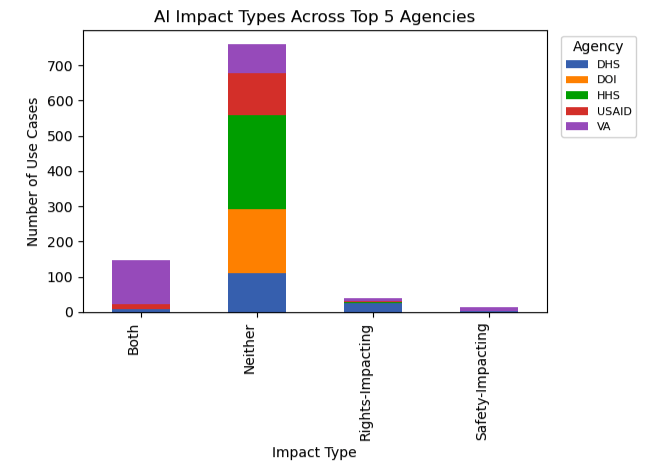 AI Impact Types Across Top 5 Agencies
Number of Use Cases
700
600
500
400
300
200
100
0
Both
Neither
Rights-Impacting
Safety-Impacting
Impact Type
Agency
DHS
DOI
HHS
USAID
VA